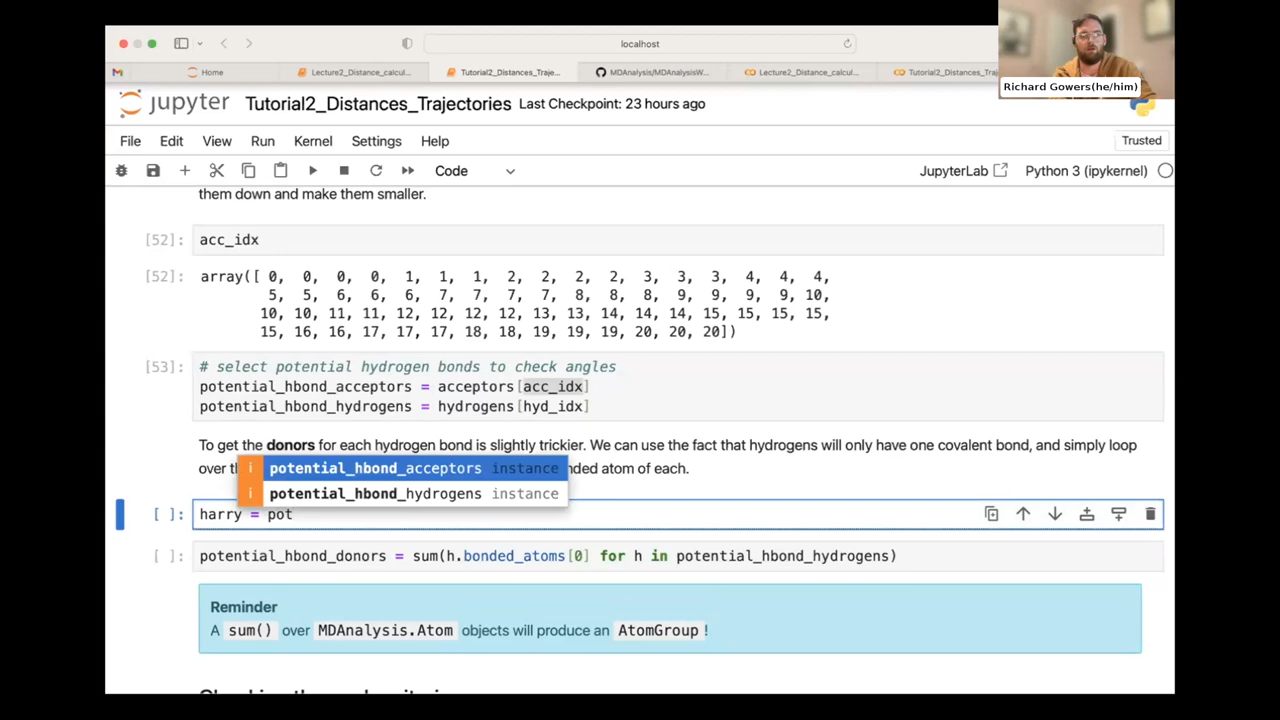 localhost
Home
Lecture2_Distance_calcul...
Tutorial2_Distances_Traje...
MDAnalysis/MDAnalysisW...
Lecture2_Distance_calcul...
Tutorial2_Distances_Tra
Richard Gowers(he/him)
jupyter Tutorial2_Distances_Trajectories Last Checkpoint: 23 hours ago
File Edit View Run Kernel Settings Help
Trusted
Code
JupyterLab
Python 3 (ipykernel)
them down and make them smaller.
[52]: acc_idx
[52]: array([ 0, 0, 0, 0, 1, 1, 1, 2, 2, 2, 2, 3, 3, 3, 4, 4, 4,
5, 5, 6, 6, 6, 7, 7, 7, 7, 8, 8, 8, 9, 9, 9, 9, 10,
10, 10, 11, 11, 12, 12, 12, 12, 13, 13, 14, 14, 14, 15, 15, 15, 15,
15, 16, 16, 17, 17, 17, 18, 18, 19, 19, 19, 20, 20, 20])
[53]: # select potential hydrogen bonds to check angles
potential_hbond_acceptors = acceptors[acc_idx]
potential_hbond_hydrogens = hydrogens[hyd_idx]
To get the donors for each hydrogen bond is slightly trickier. We can use the fact that hydrogens will only have one covalent bond, and simply loop
over th
nded atom of each.
i potential_hbond_acceptors instance
i potential_hbond_hydrogens instance
[ ]: harry = pot
[ ]: potential_hbond_donors = sum(h.bonded_atoms[0] for h in potential_hbond_hydrogens)
Reminder
A sum() over MDAnalysis.Atom objects will produce an AtomGroup !